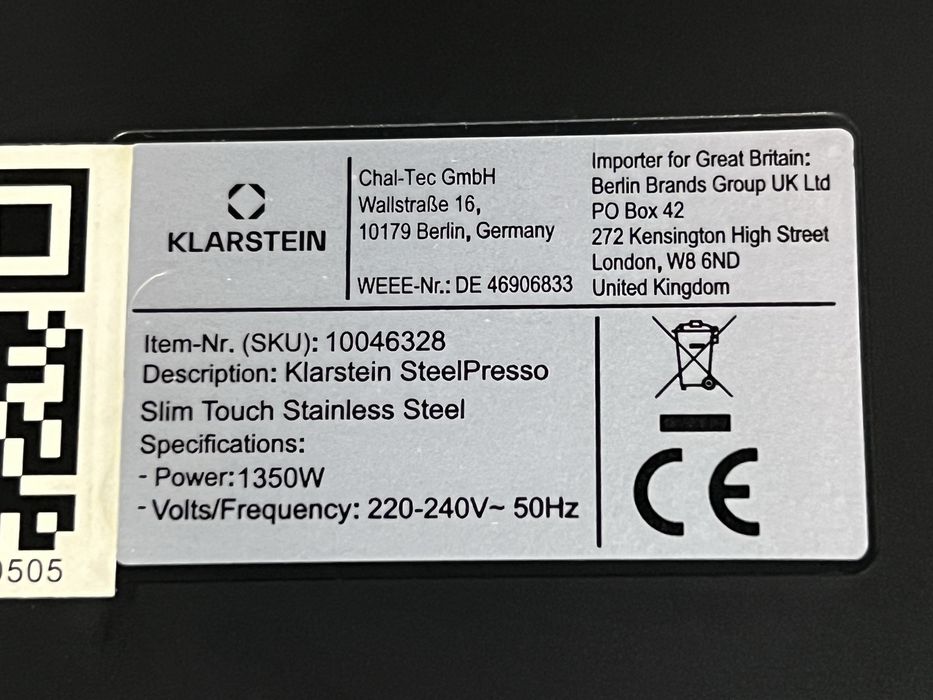 KLARSTEIN
Chal-Tec GmbH
Wallstraße 16,
10179 Berlin, Germany
WEEE-Nr.: DE 46906833
Importer for Great Britain:
Berlin Brands Group UK Ltd
PO Box 42
272 Kensington High Street
London, W8 6ND
United Kingdom
Item-Nr. (SKU): 10046328
Description: Klarstein SteelPresso
Slim Touch Stainless Steel
Specifications:
- Power:1350W
- Volts/Frequency: 220-240V~ 50Hz
CE
505